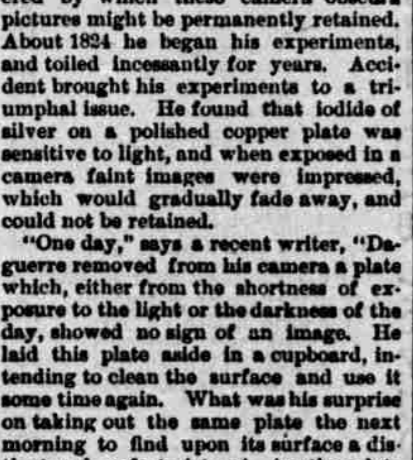 ered by which these camera obscura
pictures might be permanently retained.
About 1824 he began his experiments,
and toiled incessantly for years. Acci-
dent brought his experiments to a tri-
umphal issue. He found that iodide of
silver on a polished copper plate was
sensitive to light, and when exposed in a
camera faint images were impressed,
which would gradually fade away, and
could not be retained.
"One day," says a recent writer, "Da-
guerre removed from his camera a plate
which, either from the shortness of ex-
posure to the light or the darkness of the
day, showed no sign of an image. He
laid this plate aside in a cupboard, in-
tending to clean the surface and use it
some time again. What was his surprise
on taking out the same plate the next
morning to find upon its surface a dis-